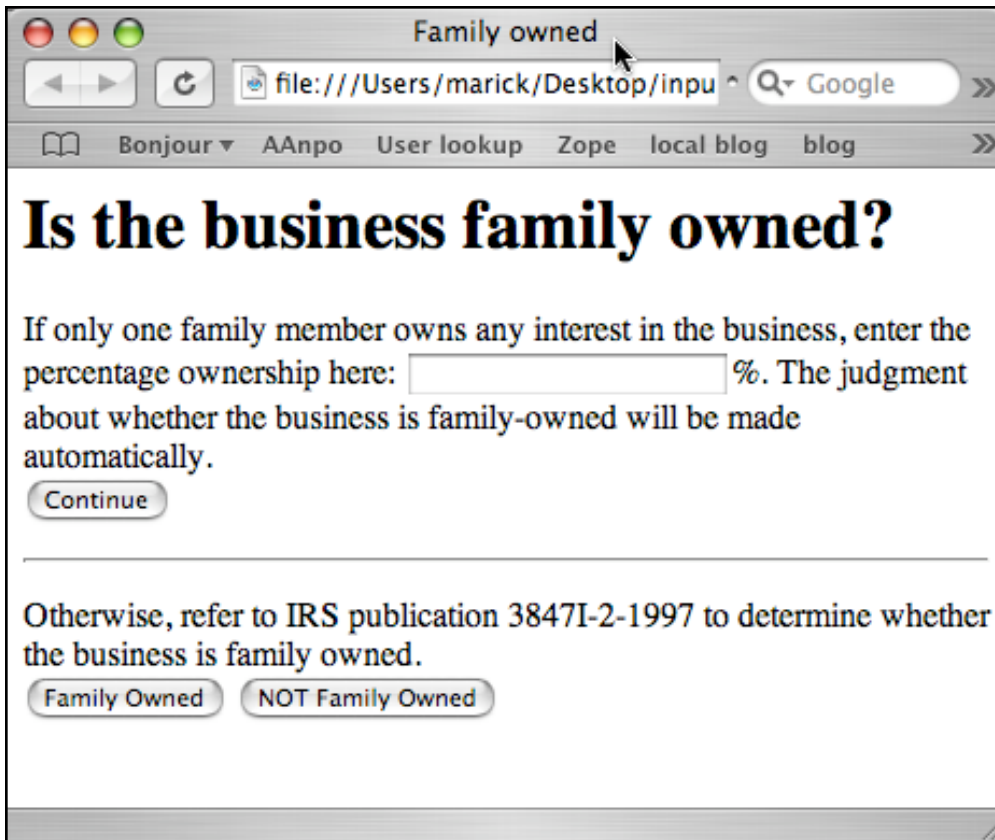 Family owned
file:///Users/marick/Desktop/inpu
Google
Bonjour AAnpo User lookup Zope local blog blog
Is the business family owned?
If only one family member owns any interest in the business, enter the
percentage ownership here: %. The judgment
about whether the business is family-owned will be made
automatically.
Continue
Otherwise, refer to IRS publication 3847I-2-1997 to determine whether
the business is family owned.
Family Owned NOT Family Owned